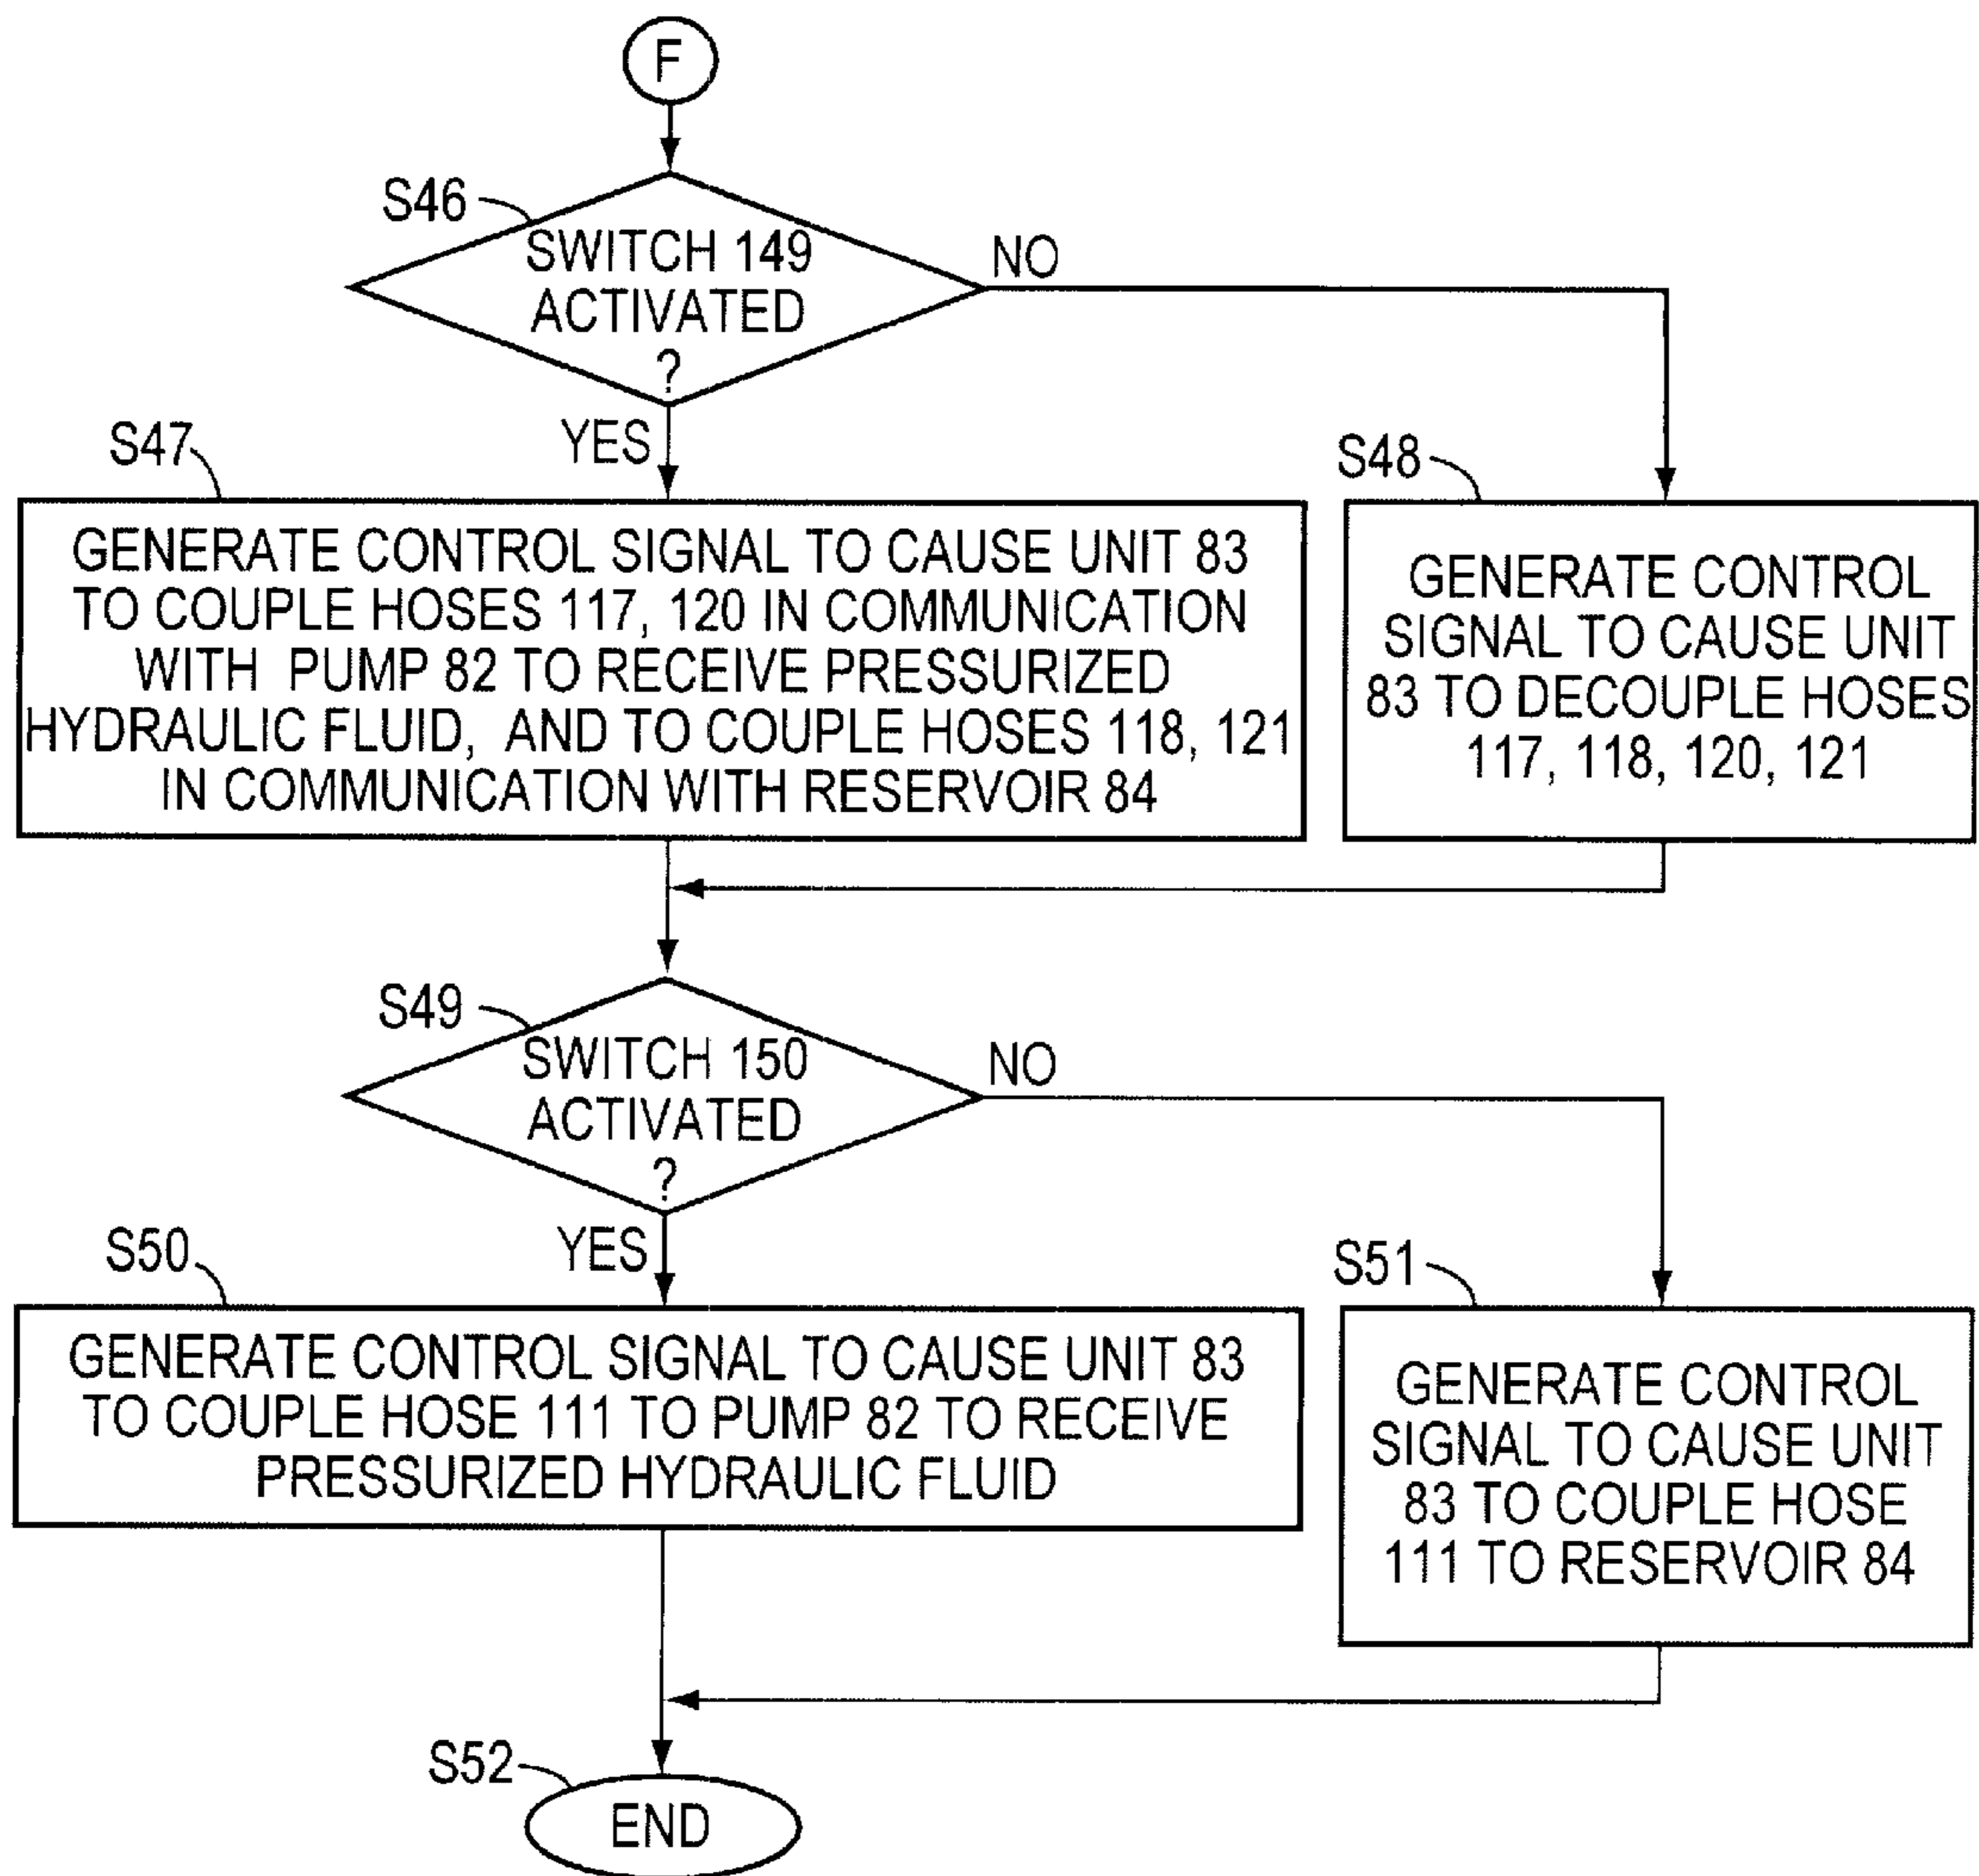 F
S46
SWITCH 149
ACTIVATED
?
NO
YES
S47
GENERATE CONTROL SIGNAL TO CAUSE UNIT 83
TO COUPLE HOSES 117, 120 IN COMMUNICATION
WITH PUMP 82 TO RECEIVE PRESSURIZED
HYDRAULIC FLUID, AND TO COUPLE HOSES 118, 121
IN COMMUNICATION WITH RESERVOIR 84
S48
GENERATE CONTROL
SIGNAL TO CAUSE UNIT
83 TO DECOUPLE HOSES
117, 118, 120, 121
S49
SWITCH 150
ACTIVATED
?
NO
YES
S50
GENERATE CONTROL SIGNAL TO CAUSE UNIT 83
TO COUPLE HOSE 111 TO PUMP 82 TO RECEIVE
PRESSURIZED HYDRAULIC FLUID
S51
GENERATE CONTROL
SIGNAL TO CAUSE UNIT
83 TO COUPLE HOSE
111 TO RESERVOIR 84
S52
END